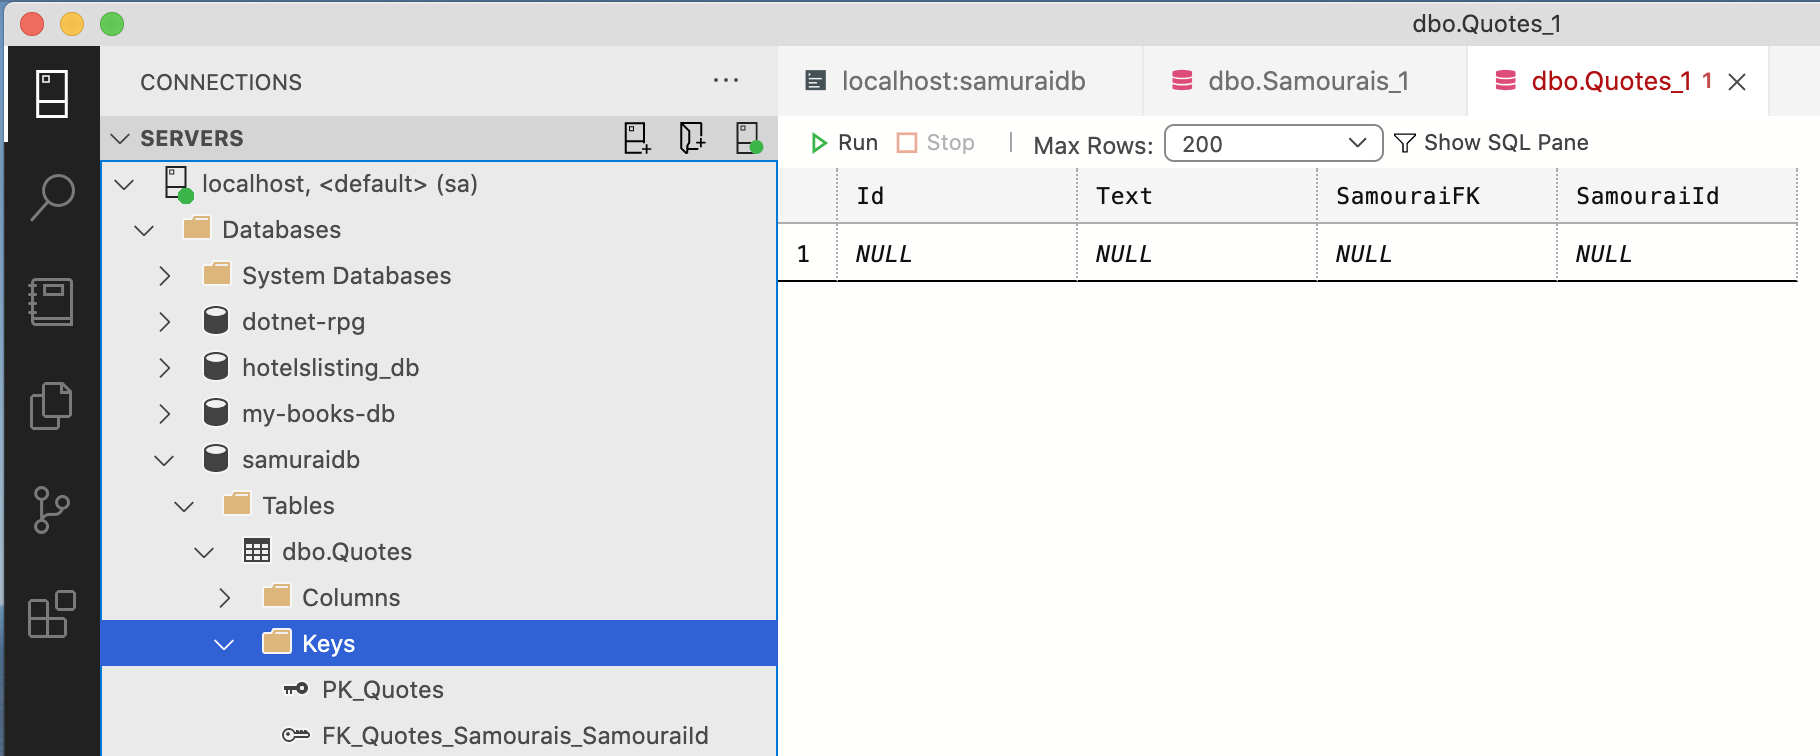 dbo.Quotes_1
CONNECTIONS
SERVERS
localhost, <default> (sa)
Databases
System Databases
dotnet-rpg
hotelslisting_db
my-books-db
samuraidb
Tables
dbo.Quotes
Columns
Keys
PK_Quotes
FK_Quotes_Samourais_SamouraiId
localhost:samuraidb dbo.Samourais_1 dbo.Quotes_1 1
Run Stop Max Rows: 200 Show SQL Pane
Id Text SamouraiFK SamouraiId
1 NULL NULL NULL NULL